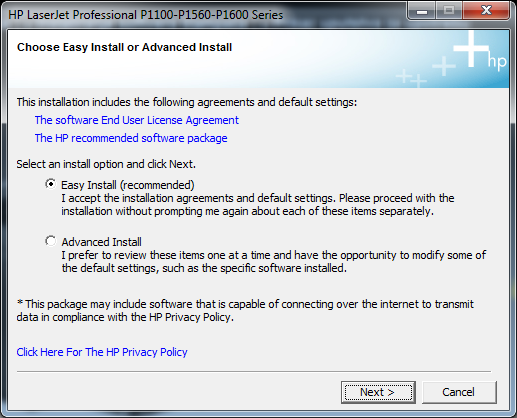 HP LaserJet Professional P1100-P1560-P1600 Series
Choose Easy Install or Advanced Install
hp
This installation includes the following agreements and default settings:
The software End User License Agreement
The HP recommended software package
Select an install option and click Next.
Easy Install (recommended)
I accept the installation agreements and default settings. Please proceed with the
installation without prompting me again about each of these items separately.
Advanced Install
I prefer to review these items one at a time and have the opportunity to modify some of
the default settings, such as the specific software installed.
* This package may include software that is capable of connecting over the internet to transmit
data in compliance with the HP Privacy Policy.
Click Here For The HP Privacy Policy
Next >
Cancel